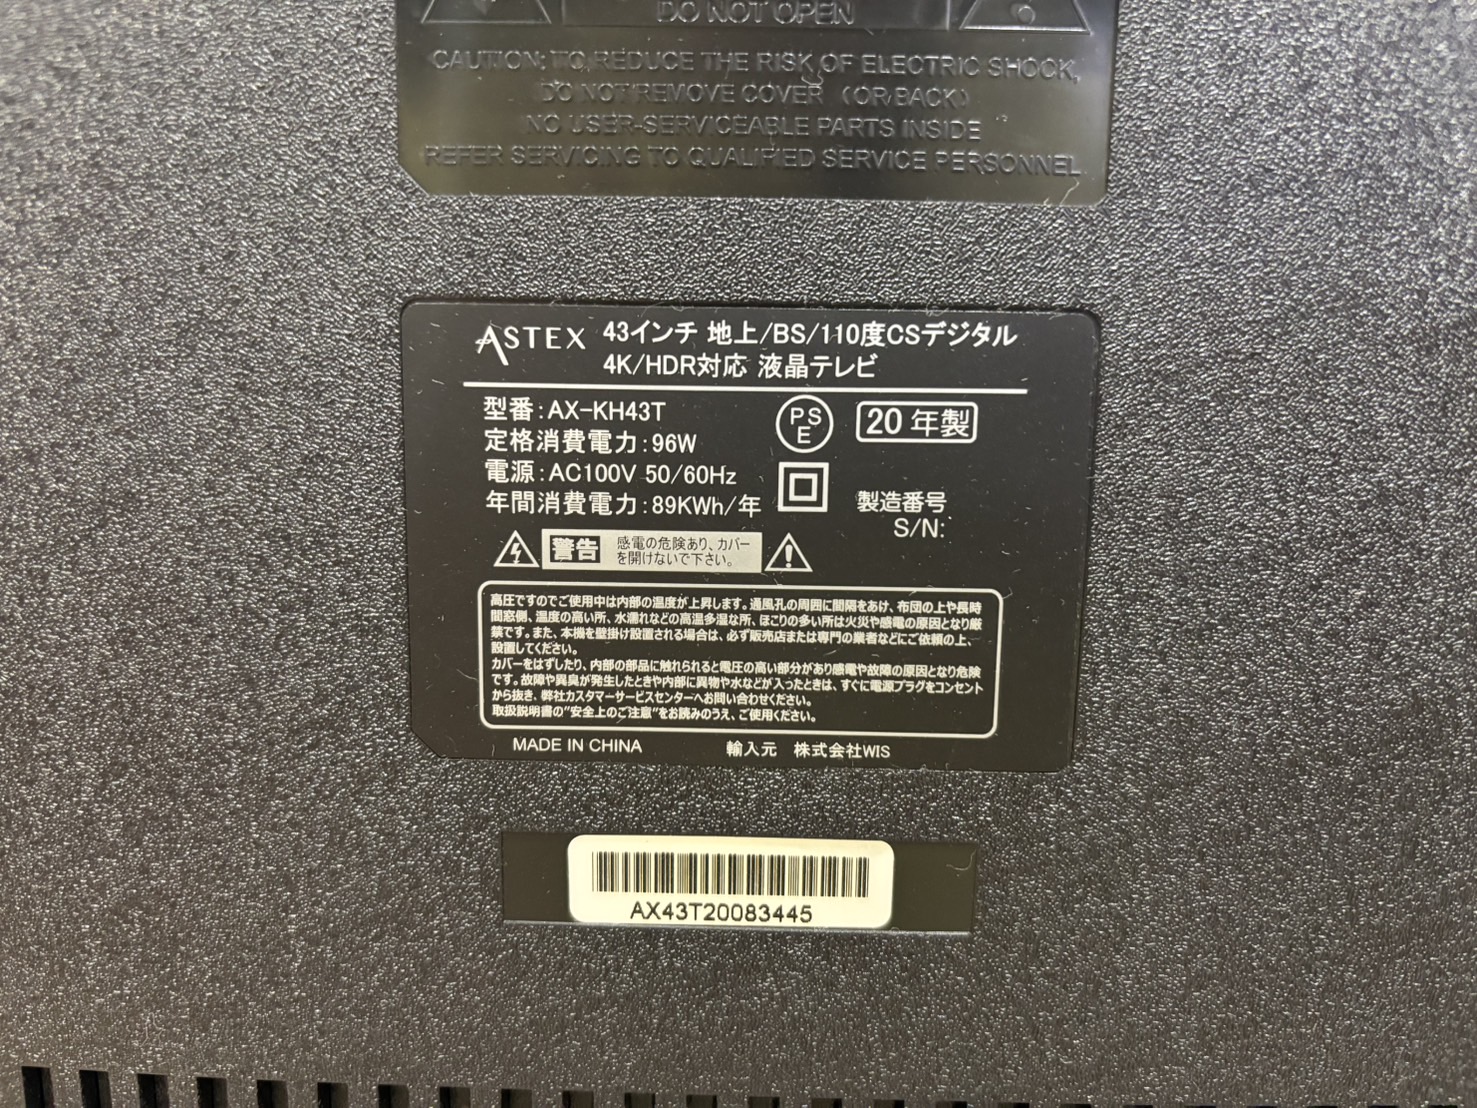 DO NOT OPEN
CAUTION: TO REDUCE THE RISK OF ELECTRIC SHOCK,
DO NOT REMOVE COVER (OR BACK)
NO USER-SERVICEABLE PARTS INSIDE
REFER SERVICING TO QUALIFIED SERVICE PERSONNEL
ASTEX 43インチ 地上/BS/110度CSデジタル
4K/HDR対応 液晶テレビ
型番:AX-KH43T
定格消費電力:96W
電源:AC100V 50/60Hz
年間消費電力:89KWh/年
PS
E
20 年製
製造番号
S/N:
警告 感電の危険あり、カバー
を開けないで下さい。
高圧ですのでご使用中は内部の温度が上昇します。通風孔の周囲に間隔をあけ、布団の上や長時
間窓側、温度の高い所、水濡れなどの高温多湿な所、ほこりの多い所は火災や感電の原因となり厳
禁です。また、本機を壁掛け設置される場合は、必ず販売店または専門の業者などにご依頼の上、
設置してください。
カバーをはずしたり、内部の部品に触れられると電圧の高い部分があり感電や故障の原因となり危険
です。故障や異臭が発生したときや内部に異物や水などが入ったときは、すぐに電源プラグをコンセント
から抜き、弊社カスタマーサービスセンターへお問い合わせください。
取扱説明書の"安全上のご注意"をお読みのうえ、ご使用ください。
MADE IN CHINA 輸入元 株式会社WIS
AX43T20083445